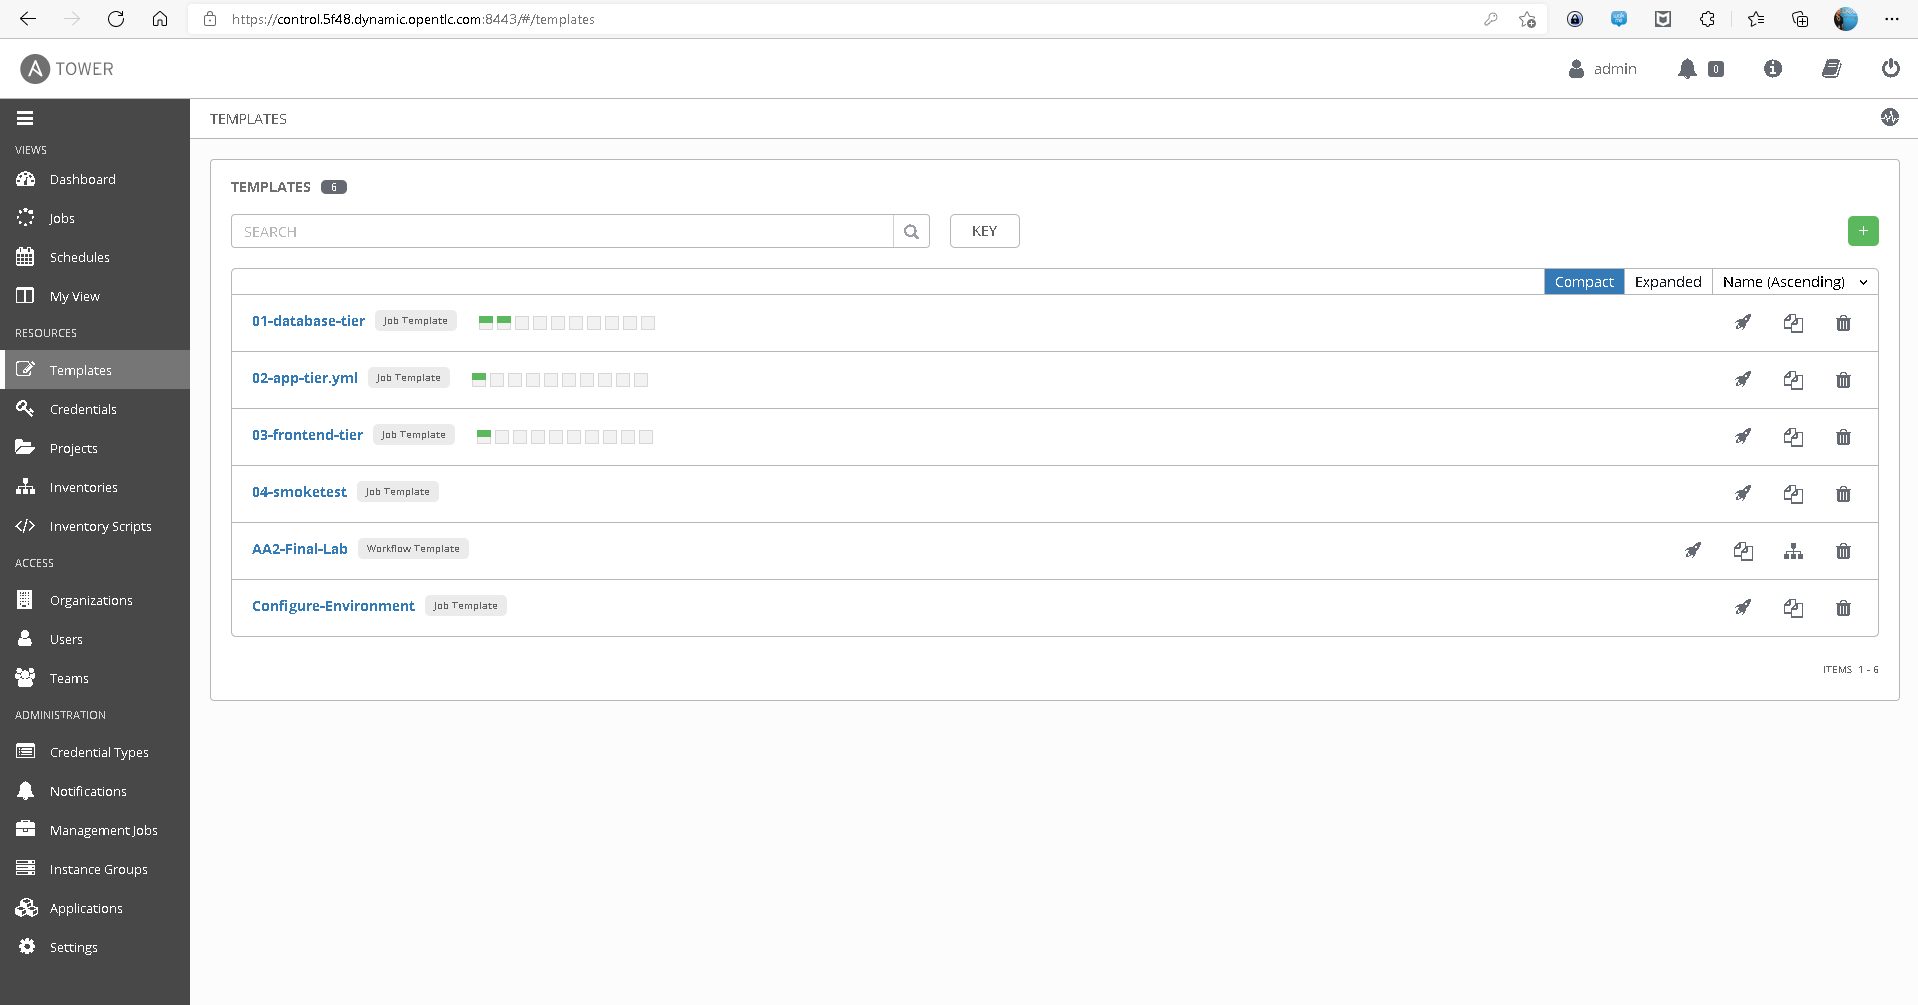 https://control.5f48.dynamic.opentlc.com:8443/#/templates
A TOWER
admin
0
TEMPLATES
VIEWS
Dashboard
Jobs
Schedules
My View
RESOURCES
Templates
Credentials
Projects
Inventories
Inventory Scripts
ACCESS
Organizations
Users
Teams
ADMINISTRATION
Credential Types
Notifications
Management Jobs
Instance Groups
Applications
Settings
TEMPLATES 6
SEARCH
KEY
+
Compact Expanded Name (Ascending)
01-database-tier Job Template
02-app-tier.yml Job Template
03-frontend-tier Job Template
04-smoketest Job Template
AA2-Final-Lab Workflow Template
Configure-Environment Job Template
ITEMS 1 - 6